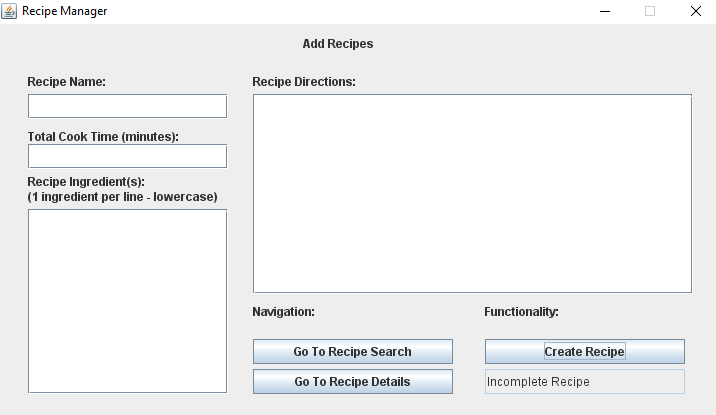 Recipe Manager
Add Recipes
Recipe Name:
Total Cook Time (minutes):
Recipe Ingredient(s):
(1 ingredient per line - lowercase)
Recipe Directions:
Navigation:
Go To Recipe Search
Go To Recipe Details
Functionality:
Create Recipe
Incomplete Recipe